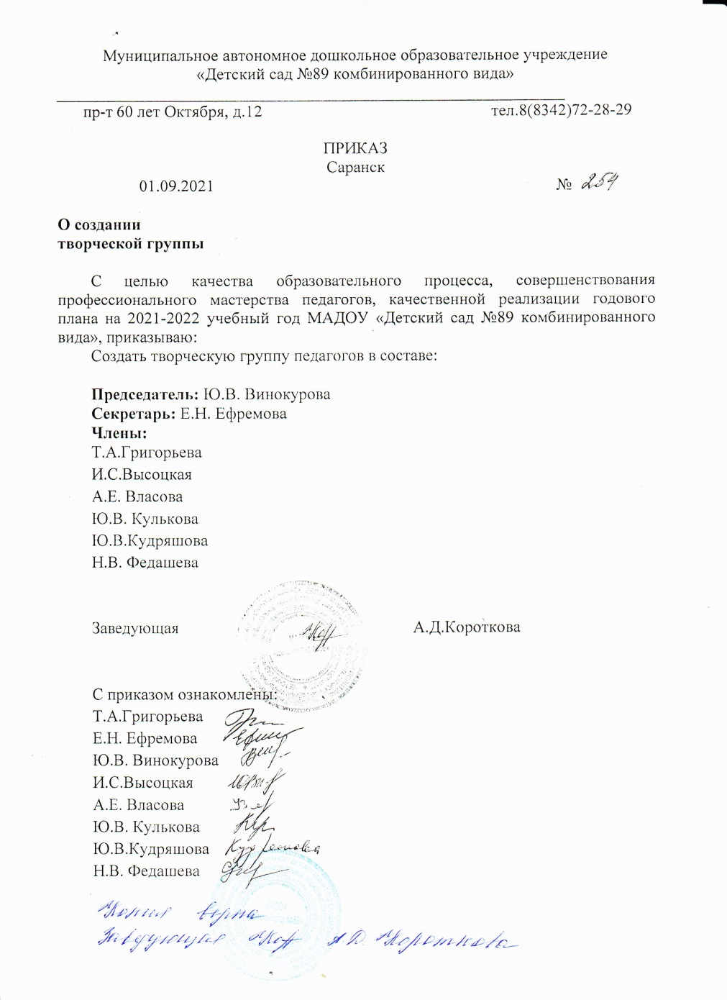 Муниципальное автономное дошкольное образовательное учреждение
«Детский сад №89 комбинированного вида»
пр-т 60 лет Октября, д.12 тел.8(8342)72-28-29
ПРИКАЗ
Саранск
01.09.2021 № 254
О создании
творческой группы
С целью качества образовательного процесса, совершенствования
профессионального мастерства педагогов, качественной реализации годового
плана на 2021-2022 учебный год МАДОУ «Детский сад №89 комбинированного
вида», приказываю:
Создать творческую группу педагогов в составе:
Председатель: Ю.В. Винокурова
Секретарь: Е.Н. Ефремова
Члены:
Т.А.Григорьева
И.С.Высоцкая
А.Е. Власова
Ю.В. Кулькова
Ю.В.Кудряшова
Н.В. Федашева
Заведующая А.Д.Короткова
С приказом ознакомлены:
Т.А.Григорьева
Е.Н. Ефремова
Ю.В. Винокурова
И.С.Высоцкая
А.Е. Власова
Ю.В. Кулькова
Ю.В.Кудряшова
Н.В. Федашева
Копия верна
Заведующая А.Д. Короткова